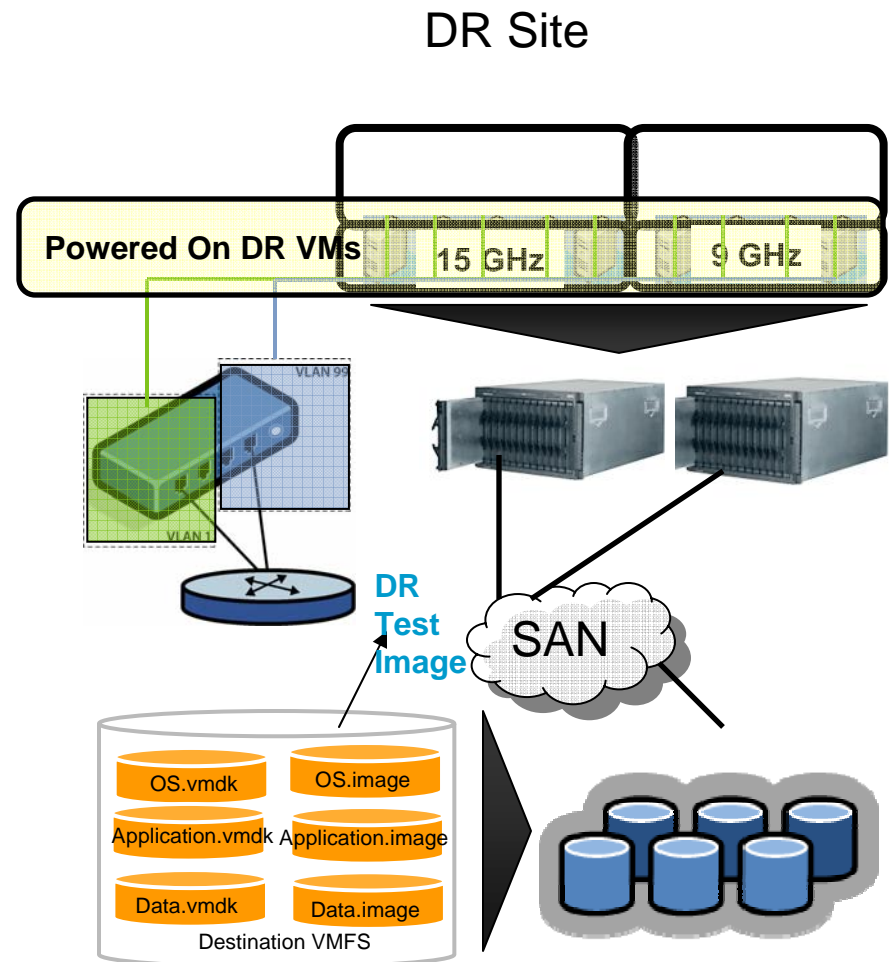 DR Site
Powered On DR VMs
15 GHz
9 GHz
VLAN 99
VLAN 1
DR
Test
Image
SAN
OS.vmdk
OS.image
Application.vmdk
Application.image
Data.vmdk
Data.image
Destination VMFS